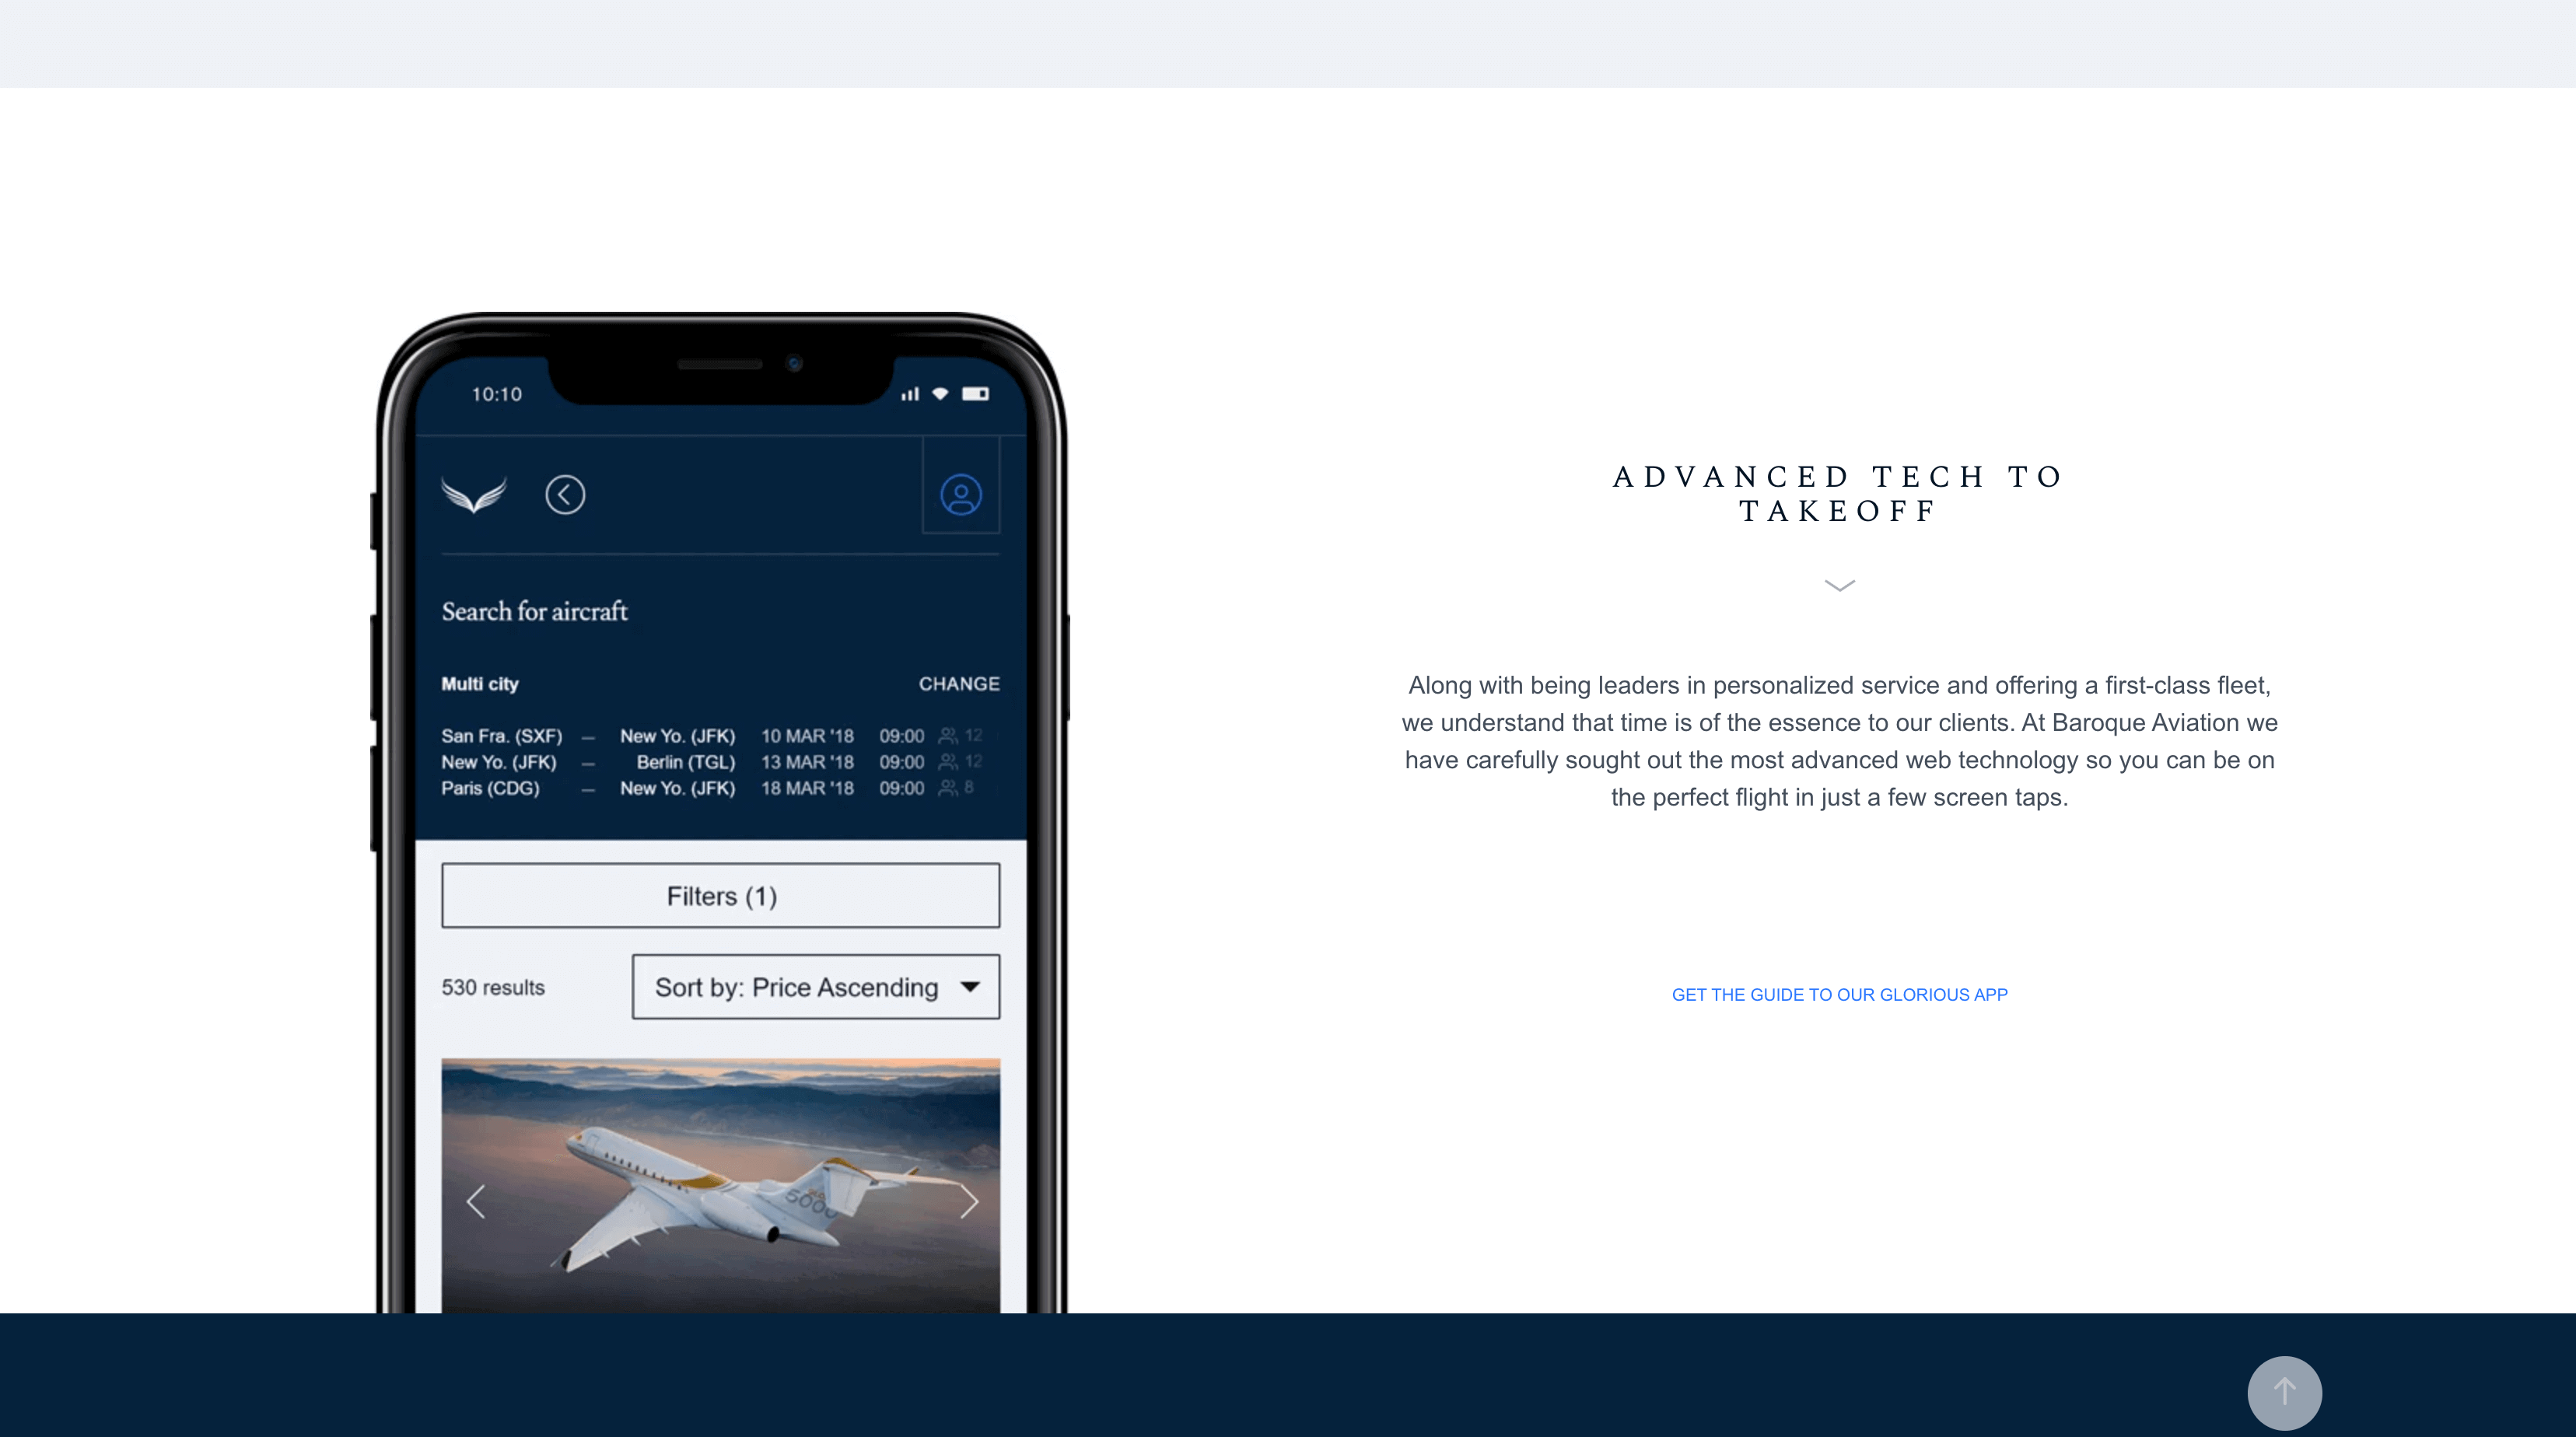 10:10
Search for aircraft
Multi city CHANGE
San Fra. (SXF) – New Yo. (JFK) 10 MAR '18 09:00 12
New Yo. (JFK) – Berlin (TGL) 13 MAR '18 09:00 12
Paris (CDG) – New Yo. (JFK) 18 MAR '18 09:00 8
Filters (1)
530 results Sort by: Price Ascending
5000
ADVANCED TECH TO
TAKEOFF
Along with being leaders in personalized service and offering a first-class fleet,
we understand that time is of the essence to our clients. At Baroque Aviation we
have carefully sought out the most advanced web technology so you can be on
the perfect flight in just a few screen taps.
GET THE GUIDE TO OUR GLORIOUS APP